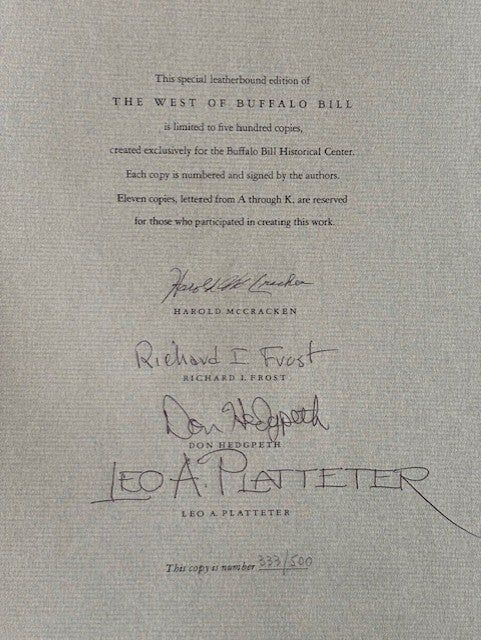 This special leatherbound edition of
THE WEST OF BUFFALO BILL
is limited to five hundred copies,
created exclusively for the Buffalo Bill Historical Center.
Each copy is numbered and signed by the authors.
Eleven copies, lettered from A through K, are reserved
for those who participated in creating this work.
Harold McCracken
HAROLD MCCRACKEN
Richard I Frost
RICHARD I. FROST
Don Hedgpeth
DON HEDGPETH
LEO A. PLATTETER
LEO A. PLATTETER
This copy is number 333/500